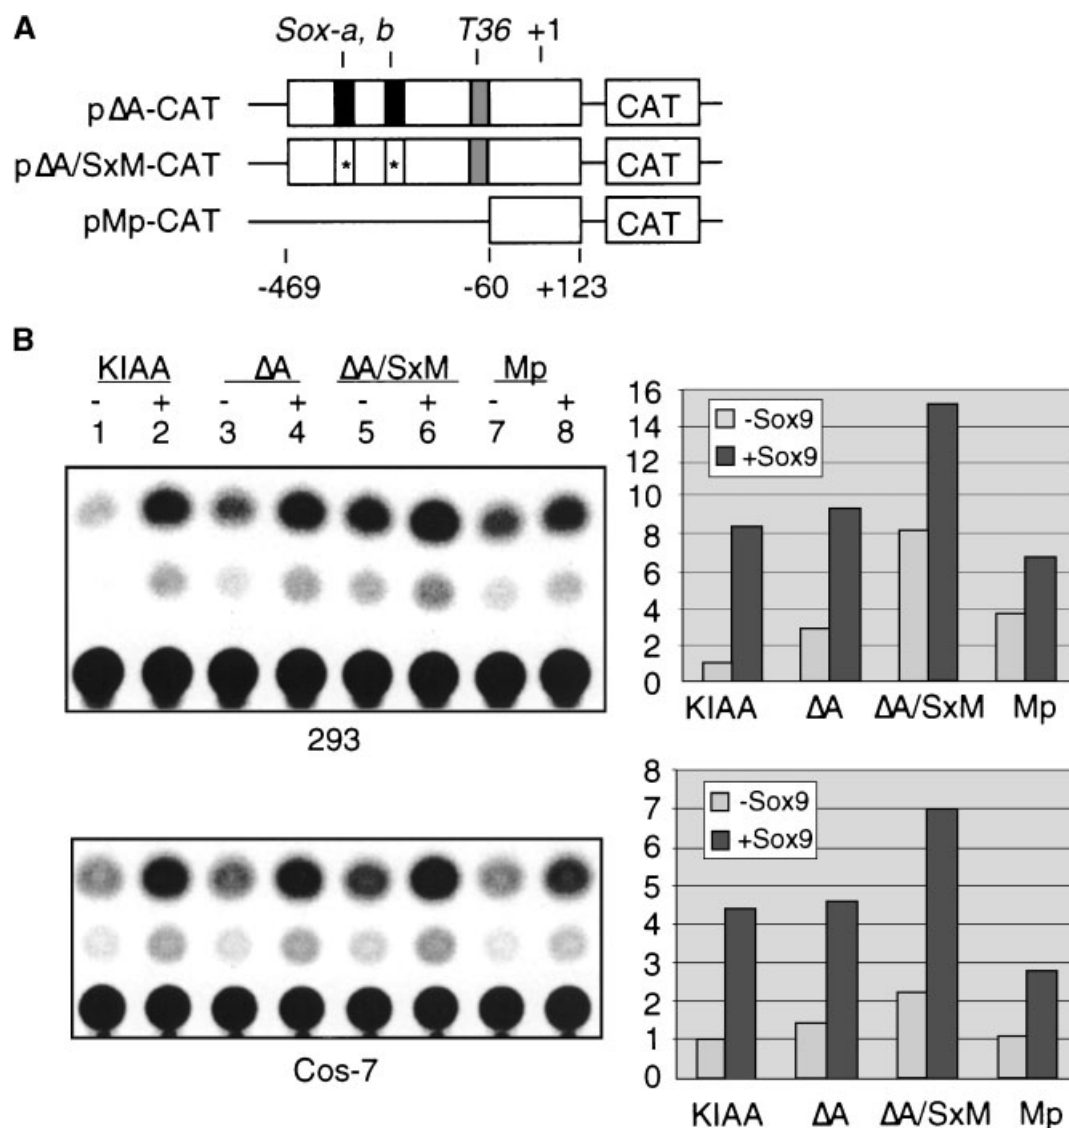 A
Sox-a, b T36 +1
pΔA-CAT CAT
pΔA/SxM-CAT * * CAT
pMp-CAT CAT
-469 -60 +123
B
KIAA ΔA ΔA/SxM Mp
- + - + - + - +
1 2 3 4 5 6 7 8
293
16
14
12
10
8
6
4
2
0
-Sox9
+Sox9
KIAA ΔA ΔA/SxM Mp
Cos-7
8
7
6
5
4
3
2
1
0
-Sox9
+Sox9
KIAA ΔA ΔA/SxM Mp